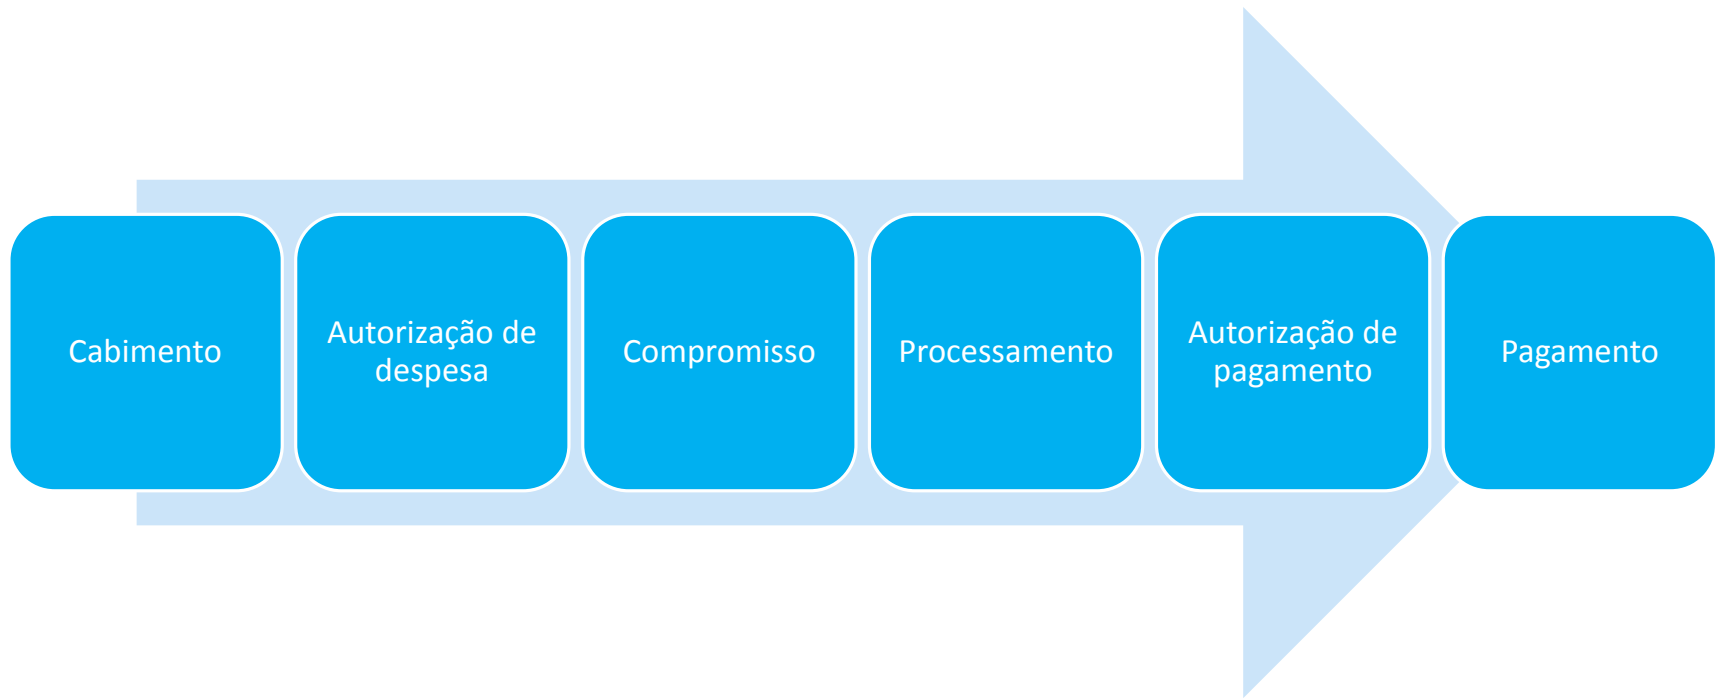 Cabimento
Autorização de
despesa
Compromisso
Processamento
Autorização de
pagamento
Pagamento